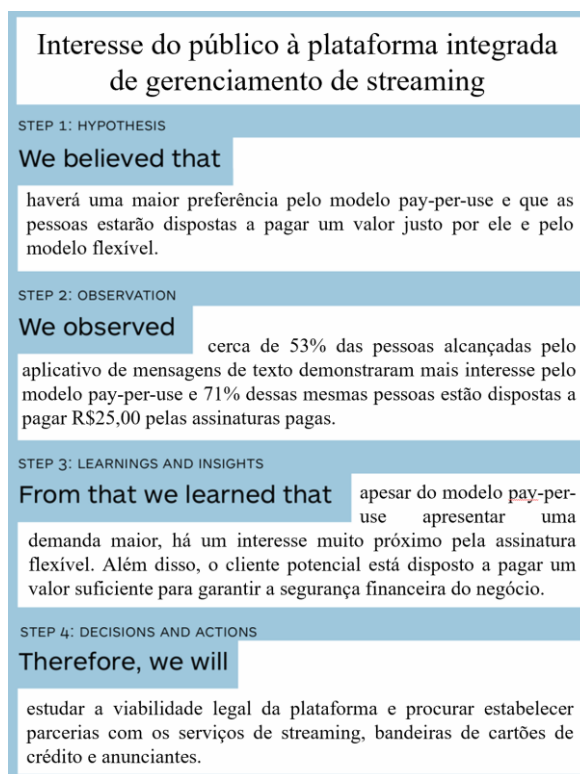 Interesse do público à plataforma integrada
de gerenciamento de streaming
STEP 1: HYPOTHESIS
We believed that
haverá uma maior preferência pelo modelo pay-per-use e que as
pessoas estarão dispostas a pagar um valor justo por ele e pelo
modelo flexível.
STEP 2: OBSERVATION
We observed
cerca de 53% das pessoas alcançadas pelo
aplicativo de mensagens de texto demonstraram mais interesse pelo
modelo pay-per-use e 71% dessas mesmas pessoas estão dispostas a
pagar R$25,00 pelas assinaturas pagas.
STEP 3: LEARNINGS AND INSIGHTS
From that we learned that
apesar do modelo pay-per-
use apresentar uma
demanda maior, há um interesse muito próximo pela assinatura
flexível. Além disso, o cliente potencial está disposto a pagar um
valor suficiente para garantir a segurança financeira do negócio.
STEP 4: DECISIONS AND ACTIONS
Therefore, we will
estudar a viabilidade legal da plataforma e procurar estabelecer
parcerias com os serviços de streaming, bandeiras de cartões de
crédito e anunciantes.